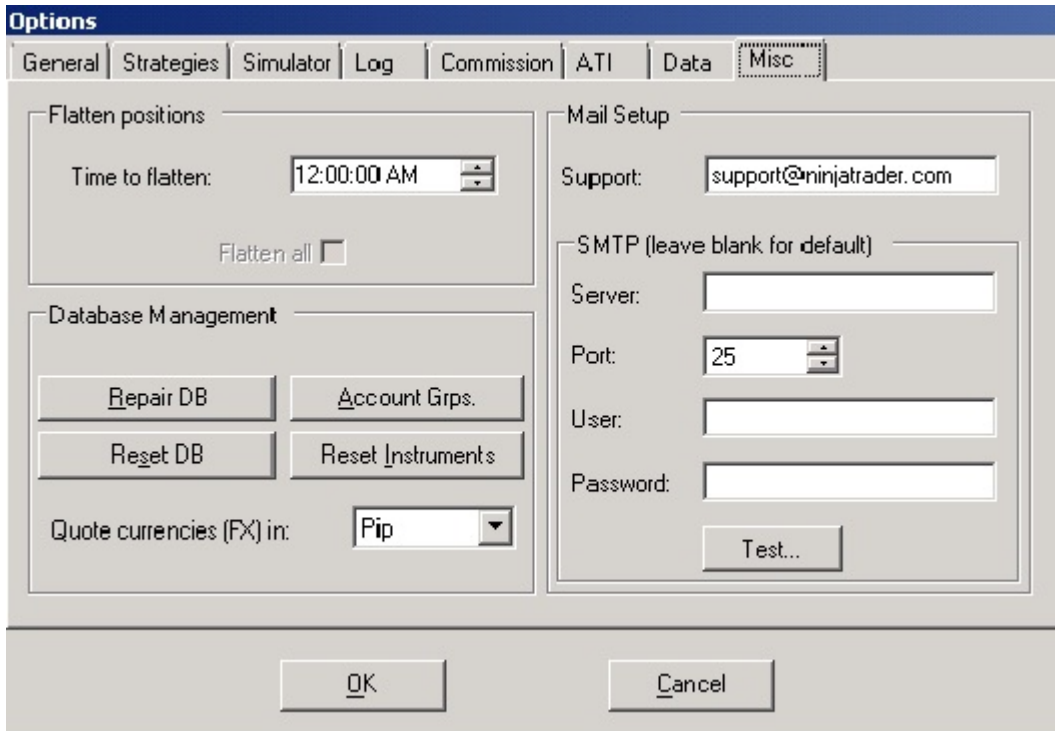 Options
General Strategies Simulator Log Commission ATI Data Misc
Flatten positions
Time to flatten: 12:00:00 AM
Flatten all
Database Management
Repair DB Account Grps.
Reset DB Reset Instruments
Quote currencies (FX) in: Pip
Mail Setup
Support: support@ninjatrader.com
SMTP (leave blank for default)
Server:
Port: 25
User:
Password:
Test...
OK Cancel